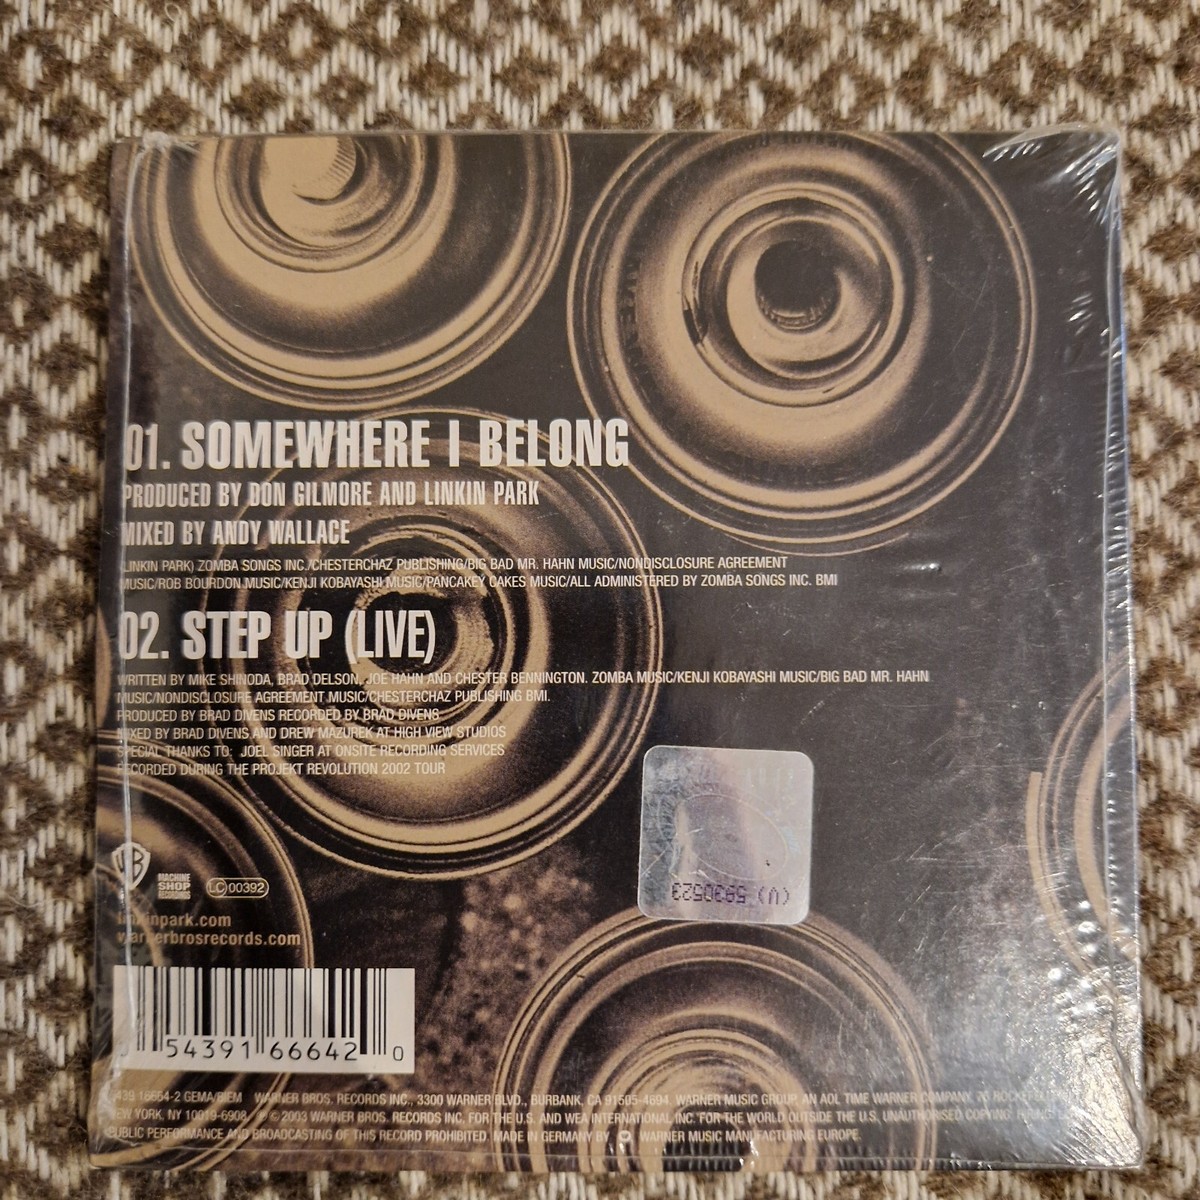 01. SOMEWHERE I BELONG
PRODUCED BY DON GILMORE AND LINKIN PARK
MIXED BY ANDY WALLACE
(LINKIN PARK) ZOMBA SONGS INC./CHESTERCHAZ PUBLISHING/BIG BAD MR. HAHN MUSIC/NONDISCLOSURE AGREEMENT
MUSIC/ROB BOURDON MUSIC/KENJI KOBAYASHI MUSIC/PANCAKEY CAKES MUSIC/ALL ADMINISTERED BY ZOMBA SONGS INC. BMI
02. STEP UP (LIVE)
WRITTEN BY MIKE SHINODA, BRAD DELSON, JOE HAHN AND CHESTER BENNINGTON. ZOMBA MUSIC/KENJI KOBAYASHI MUSIC/BIG BAD MR. HAHN
MUSIC/NONDISCLOSURE AGREEMENT MUSIC/CHESTERCHAZ PUBLISHING BMI.
PRODUCED BY BRAD DIVENS RECORDED BY BRAD DIVENS
MIXED BY BRAD DIVENS AND DREW MAZUREK AT HIGH VIEW STUDIOS
SPECIAL THANKS TO: JOEL SINGER AT ONSITE RECORDING SERVICES
RECORDED DURING THE PROJEKT REVOLUTION 2002 TOUR
(V) 5930523
WB
MACHINE
SHOP
RECORDINGS
LC 00392
linkinpark.com
warnerbrosrecords.com
54391 66642 0
16664-2 GEMA/BIEM WARNER BROS. RECORDS INC., 3300 WARNER BLVD., BURBANK, CA 91505-4694. WARNER MUSIC GROUP, AN AOL TIME WARNER COMPANY. 75
NEW YORK, NY 10019-6908. ℗ © 2003 WARNER BROS. RECORDS INC. FOR THE U.S. AND WEA INTERNATIONAL INC. FOR THE WORLD OUTSIDE THE U.S. UNAUTHORISED COPYING,
PUBLIC PERFORMANCE AND BROADCASTING OF THIS RECORD PROHIBITED. MADE IN GERMANY BY WARNER MUSIC MANUFACTURING EUROPE.